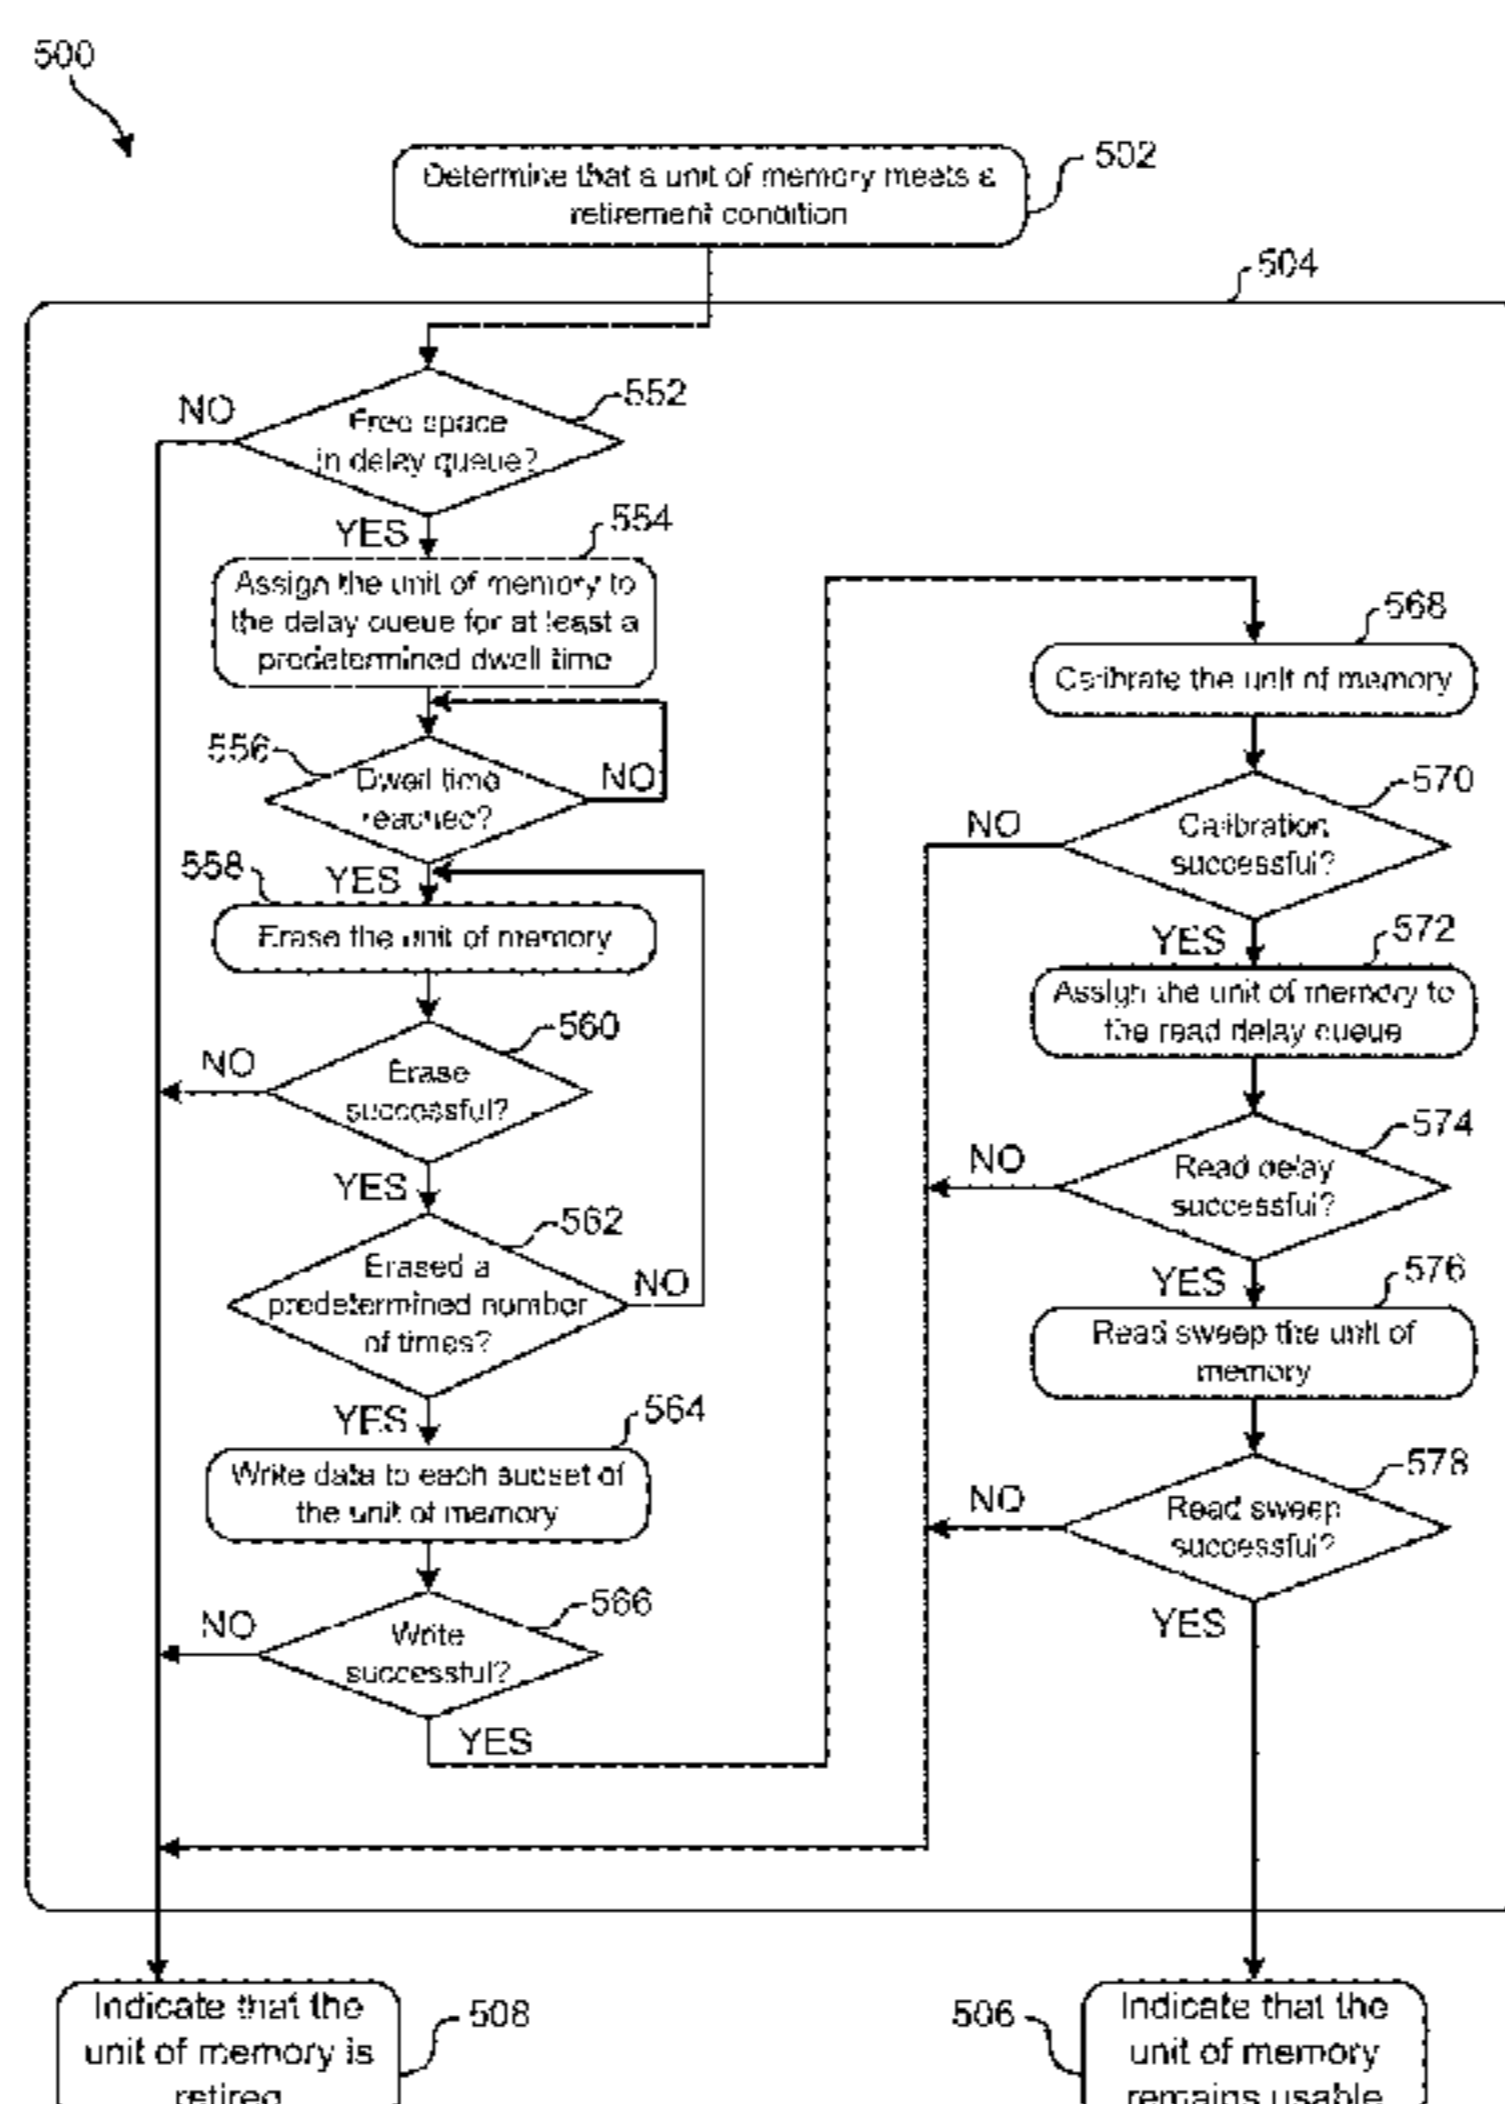 500
Determine that a unit of memory meets a
retirement condition
502
504
Free space
in delay queue?
552
NO
YES
Assign the unit of memory to
the delay queue for at least a
predetermined dwell time
554
Dwell time
reached?
556
NO
YES
558
Erase the unit of memory
Erase
successful?
560
NO
YES
Erased a
predetermined number
of times?
562
NO
YES
Write data to each subset of
the unit of memory
564
Write
successful?
566
NO
YES
Calibrate the unit of memory
568
Calibration
successful?
570
NO
YES
Assign the unit of memory to
the read delay queue
572
Read delay
successful?
574
NO
YES
Read sweep the unit of
memory
576
Read sweep
successful?
578
NO
YES
Indicate that the
unit of memory is
retired
508
506
Indicate that the
unit of memory
remains usable